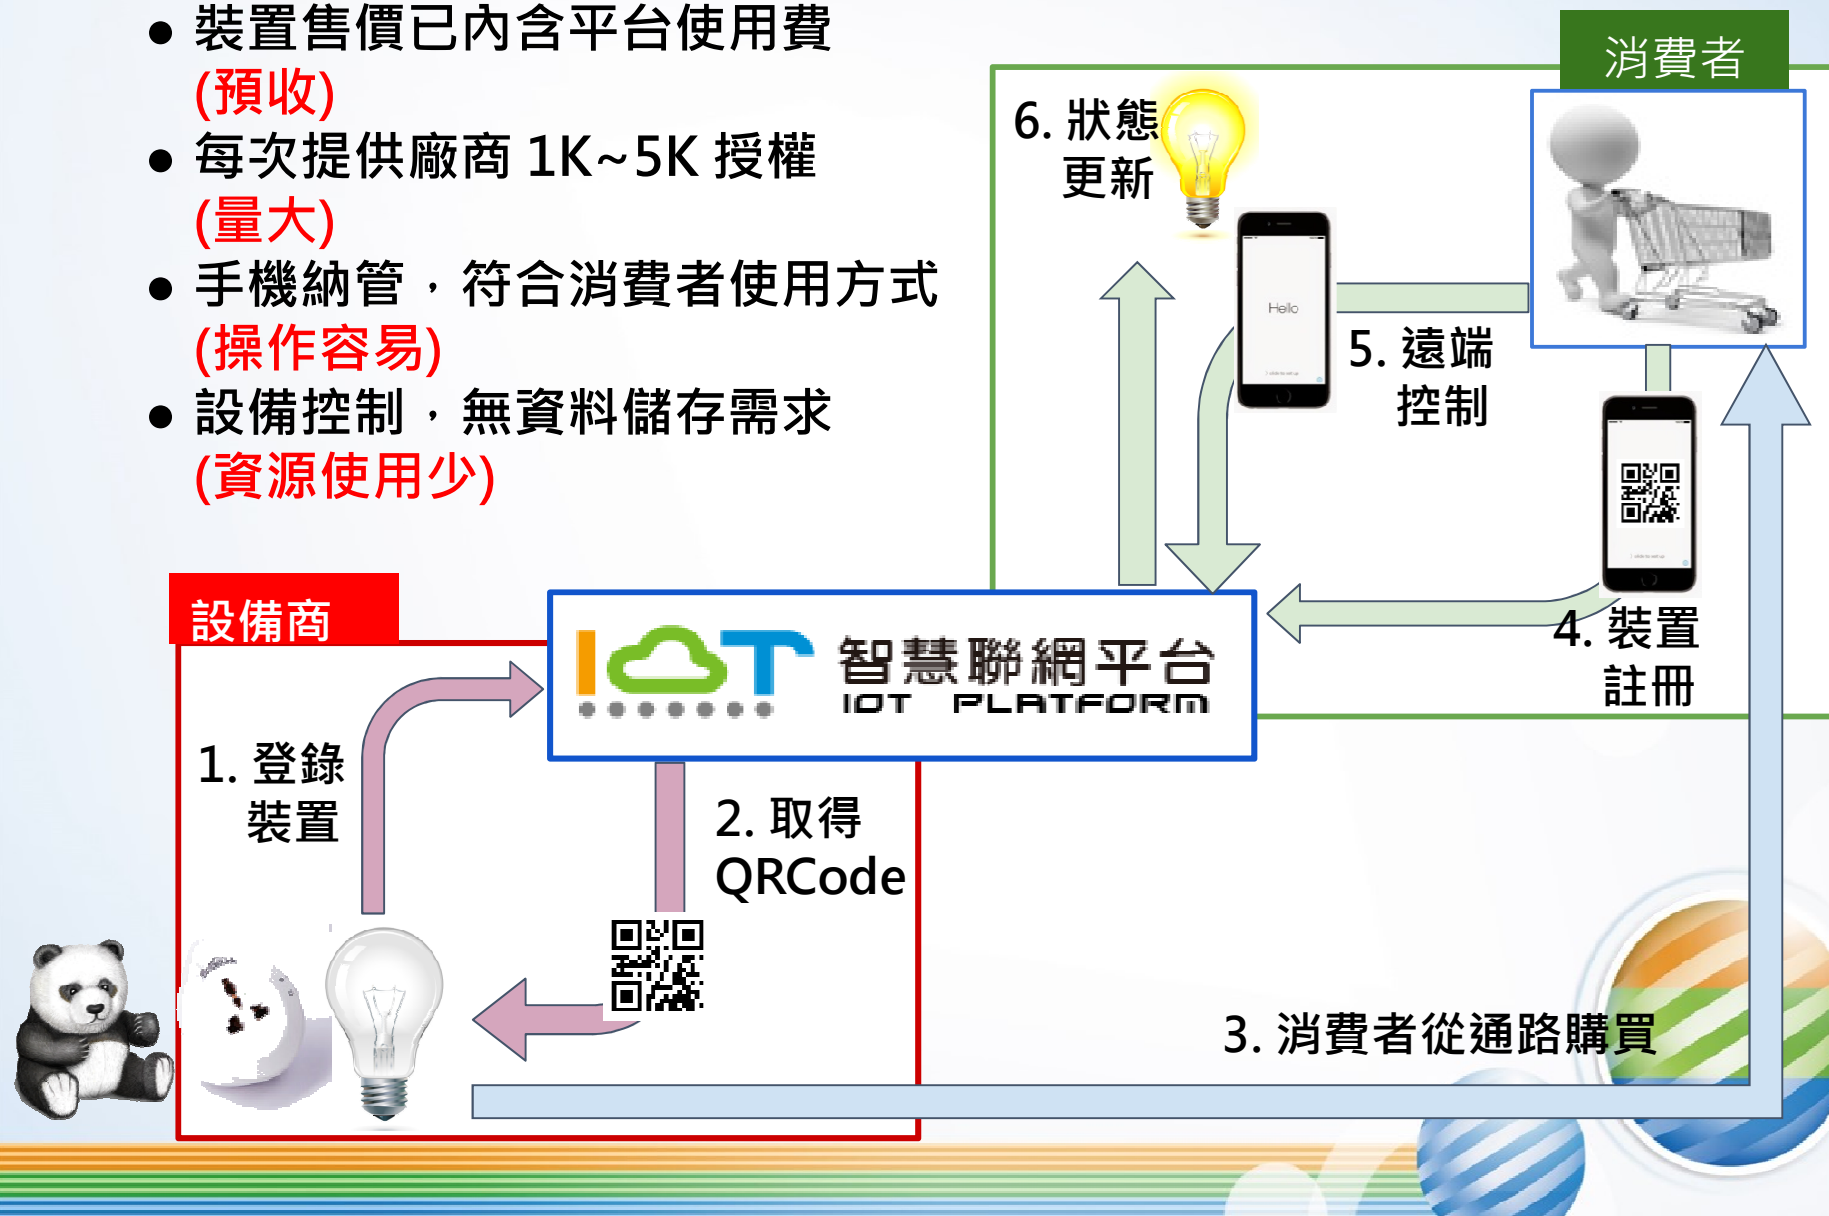 ● 裝置售價已內含平台使用費
(預收)
● 每次提供廠商 1K~5K 授權
(量大)
● 手機納管，符合消費者使用方式
(操作容易)
● 設備控制，無資料儲存需求
(資源使用少)
消費者
6. 狀態
更新
Hello
5. 遠端
控制
4. 裝置
註冊
設備商
IOT 智慧聯網平台
IOT PLATFORM
1. 登錄
裝置
2. 取得
QRCode
3. 消費者從通路購買